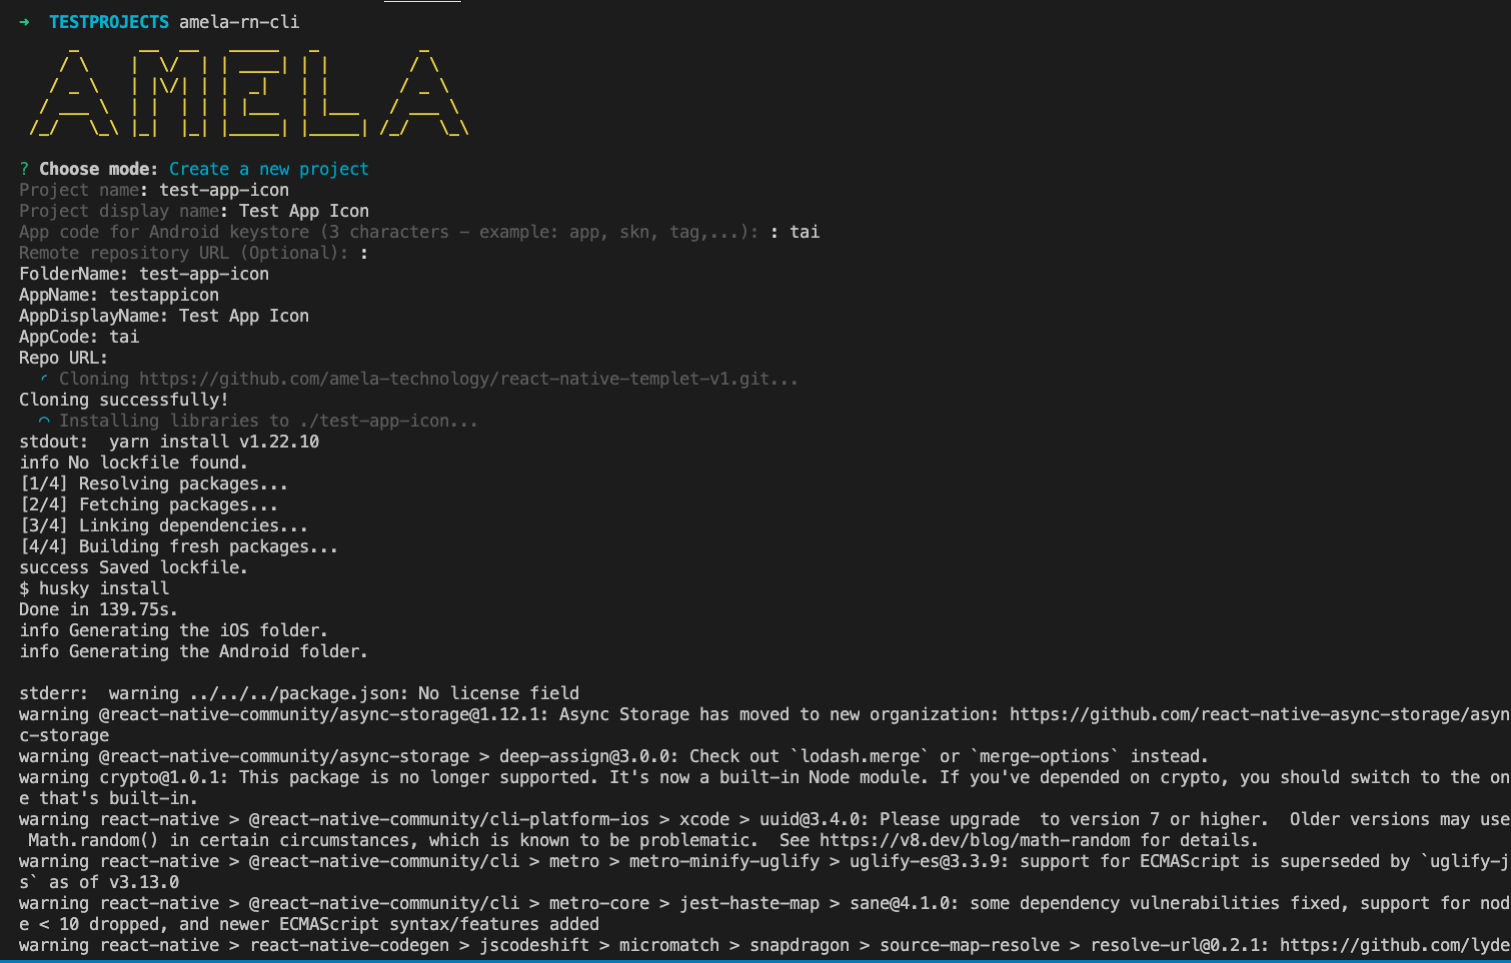 → TESTPROJECTS amela-rn-cli
AMELA
? Choose mode: Create a new project
Project name: test-app-icon
Project display name: Test App Icon
App code for Android keystore (3 characters - example: app, skn, tag,...): : tai
Remote repository URL (Optional): :
FolderName: test-app-icon
AppName: testappicon
AppDisplayName: Test App Icon
AppCode: tai
Repo URL:
Cloning https://github.com/amela-technology/react-native-templet-v1.git...
Cloning successfully!
Installing libraries to ./test-app-icon...
stdout:  yarn install v1.22.10
info No lockfile found.
[1/4] Resolving packages...
[2/4] Fetching packages...
[3/4] Linking dependencies...
[4/4] Building fresh packages...
success Saved lockfile.
$ husky install
Done in 139.75s.
info Generating the iOS folder.
info Generating the Android folder.
stderr:  warning ../../../package.json: No license field
warning @react-native-community/async-storage@1.12.1: Async Storage has moved to new organization: https://github.com/react-native-async-storage/asyn
c-storage
warning @react-native-community/async-storage > deep-assign@3.0.0: Check out `lodash.merge` or `merge-options` instead.
warning crypto@1.0.1: This package is no longer supported. It's now a built-in Node module. If you've depended on crypto, you should switch to the on
e that's built-in.
warning react-native > @react-native-community/cli-platform-ios > xcode > uuid@3.4.0: Please upgrade  to version 7 or higher.  Older versions may use
Math.random() in certain circumstances, which is known to be problematic.  See https://v8.dev/blog/math-random for details.
warning react-native > @react-native-community/cli > metro > metro-minify-uglify > uglify-es@3.3.9: support for ECMAScript is superseded by `uglify-j
s` as of v3.13.0
warning react-native > @react-native-community/cli > metro-core > jest-haste-map > sane@4.1.0: some dependency vulnerabilities fixed, support for nod
e < 10 dropped, and newer ECMAScript syntax/features added
warning react-native > react-native-codegen > jscodeshift > micromatch > snapdragon > source-map-resolve > resolve-url@0.2.1: https://github.com/lyde